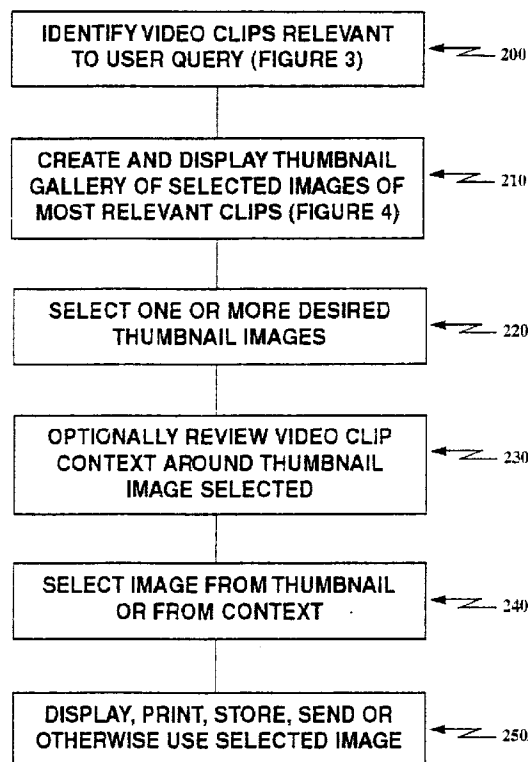 IDENTIFY VIDEO CLIPS RELEVANT
TO USER QUERY (FIGURE 3)
200
CREATE AND DISPLAY THUMBNAIL
GALLERY OF SELECTED IMAGES OF
MOST RELEVANT CLIPS (FIGURE 4)
210
SELECT ONE OR MORE DESIRED
THUMBNAIL IMAGES
220
OPTIONALLY REVIEW VIDEO CLIP
CONTEXT AROUND THUMBNAIL
IMAGE SELECTED
230
SELECT IMAGE FROM THUMBNAIL
OR FROM CONTEXT
240
DISPLAY, PRINT, STORE, SEND OR
OTHERWISE USE SELECTED IMAGE
250